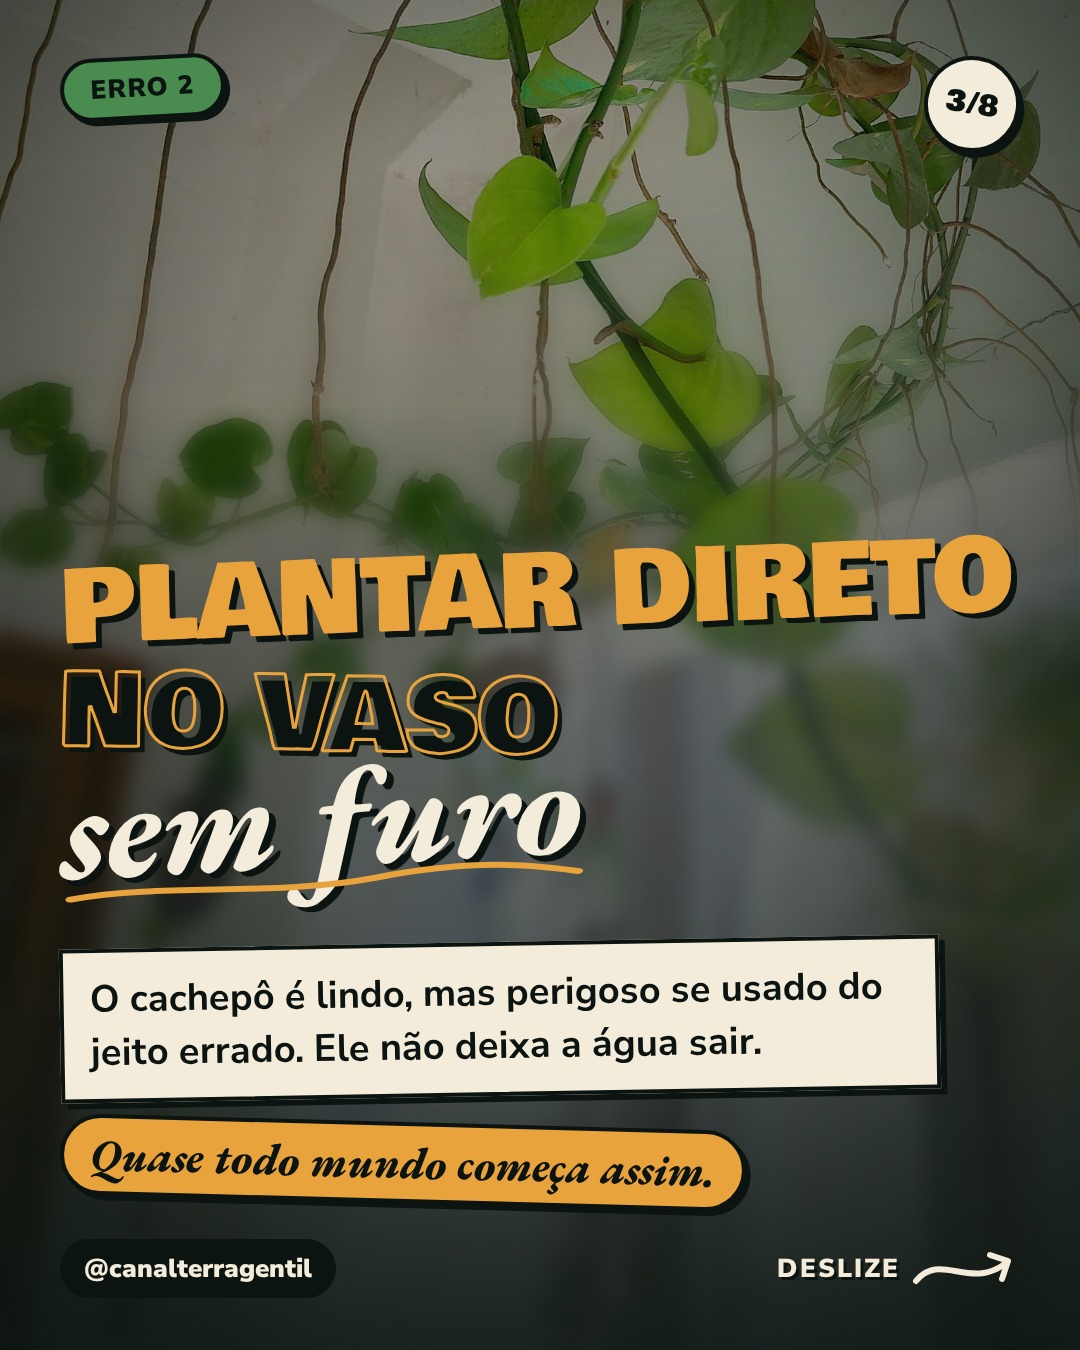 ERRO 2
3/8
PLANTAR DIRETO
NO VASO
sem furo
O cachepô é lindo, mas perigoso se usado do
jeito errado. Ele não deixa a água sair.
Quase todo mundo começa assim.
@canalterragentil
DESLIZE